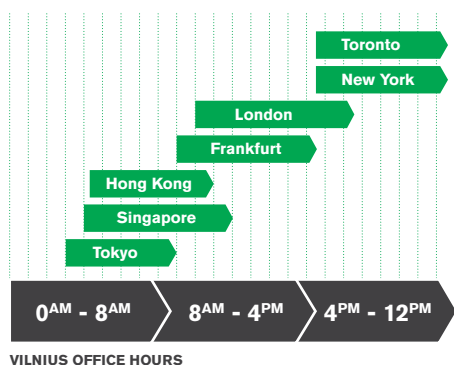 Toronto
New York
London
Frankfurt
Hong Kong
Singapore
Tokyo
0AM - 8AM 8AM - 4PM 4PM - 12PM
VILNIUS OFFICE HOURS